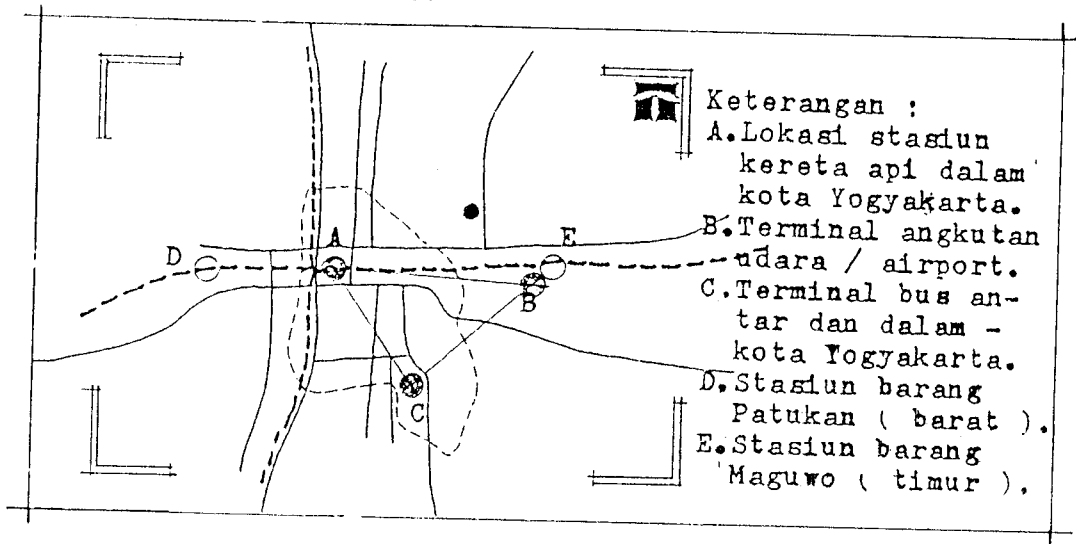 Keterangan :
A.Lokasi stasiun
kereta api dalam
kota Yogyakarta.
B.Terminal angkutan
udara / airport.
C.Terminal bus an-
tar dan dalam -
kota Yogyakarta.
D.Stasiun barang
Patukan ( barat ).
E.Stasiun barang
Maguwo ( timur ).
D
A
E
B
C